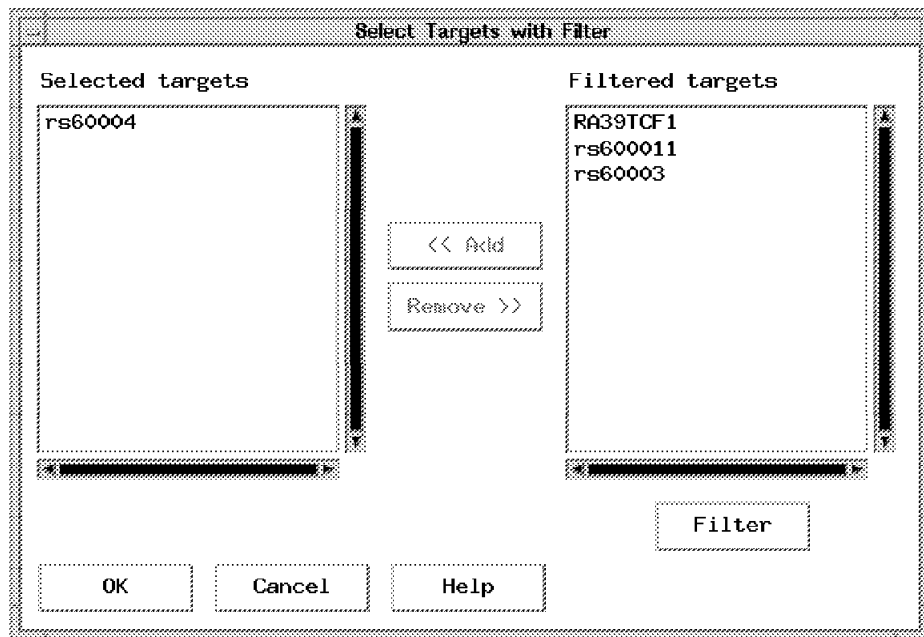 Select Targets with Filter
Selected targets
Filtered targets
rs60004
RA39TCF1
rs600011
rs60003
<< Add
Remove >>
Filter
OK
Cancel
Help